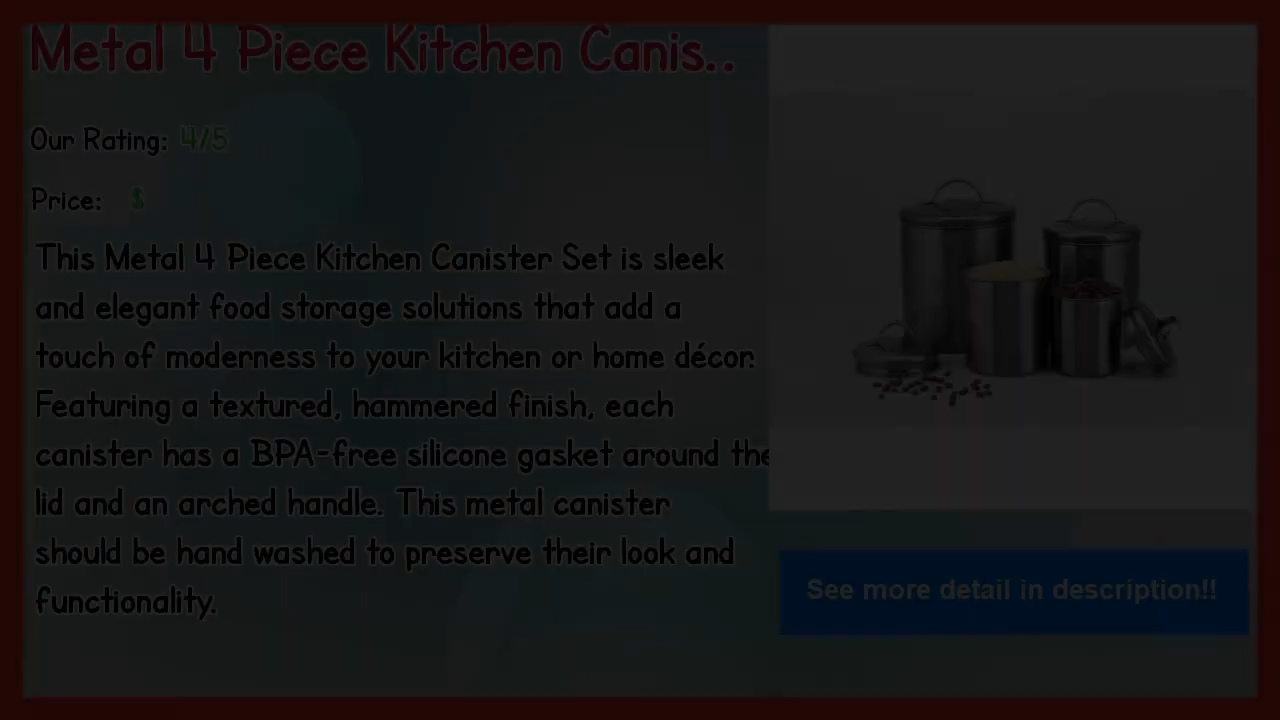 Metal 4 Piece Kitchen Canis..
Our Rating: 4/5
Price: $
This Metal 4 Piece Kitchen Canister Set is sleek
and elegant food storage solutions that add a
touch of moderness to your kitchen or home décor.
Featuring a textured, hammered finish, each
canister has a BPA-free silicone gasket around the
lid and an arched handle. This metal canister
should be hand washed to preserve their look and
functionality.
See more detail in description!!